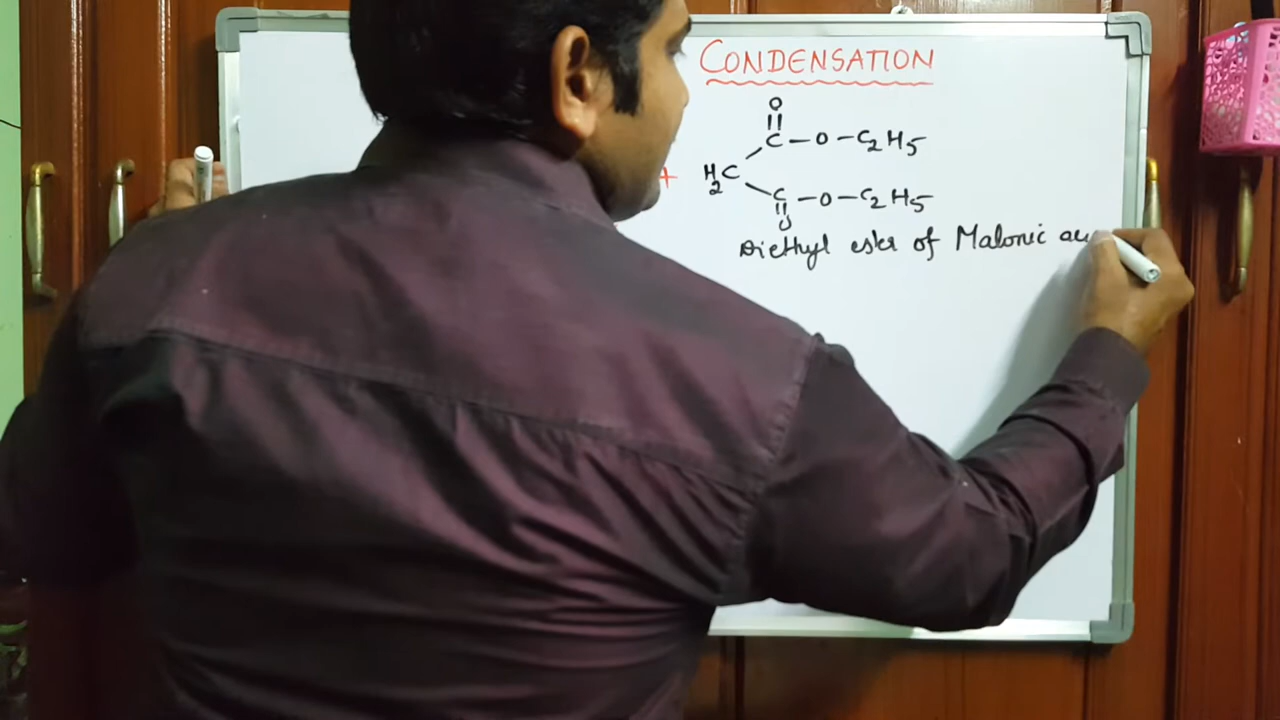 CONDENSATION
O
C - O - C2H5
+ H2C
C - O - C2H5
O
Diethyl ester of Malonic